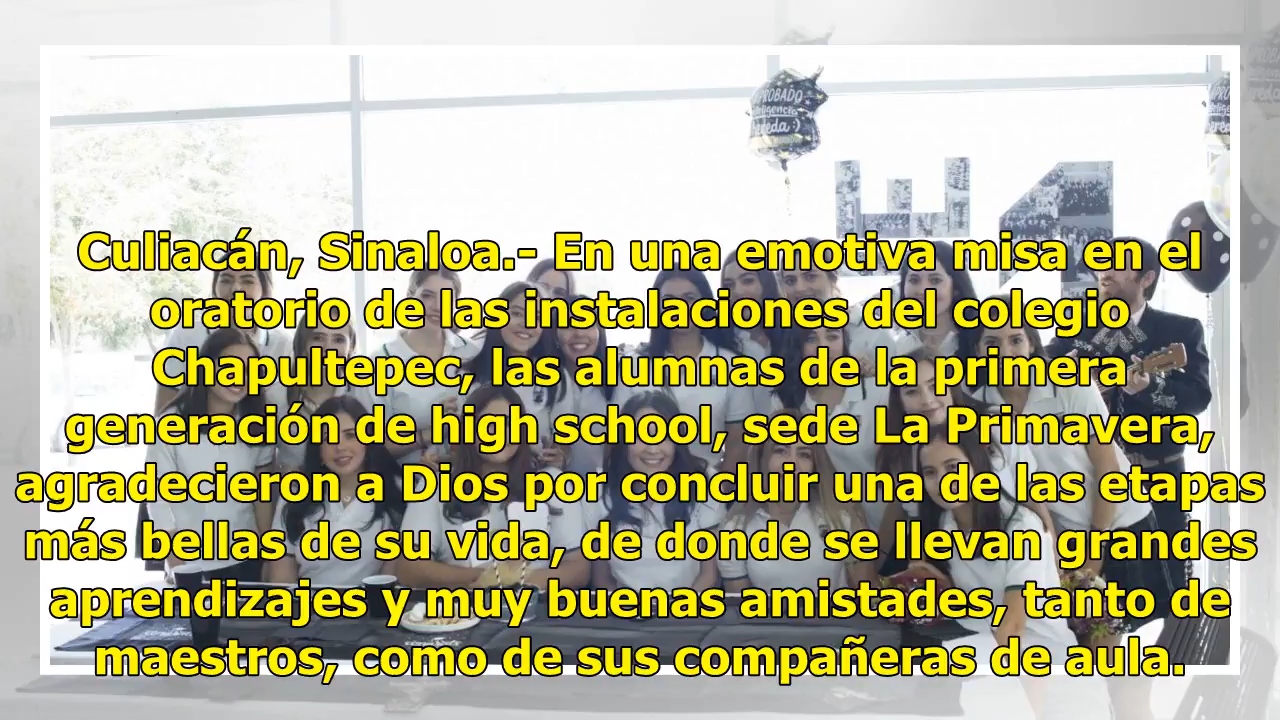 APROBADO
Inteligencia
hereda :)
Culiacán, Sinaloa.- En una emotiva misa en el
oratorio de las instalaciones del colegio
Chapultepec, las alumnas de la primera
generación de high school, sede La Primavera,
agradecieron a Dios por concluir una de las etapas
más bellas de su vida, de donde se llevan grandes
aprendizajes y muy buenas amistades, tanto de
maestros, como de sus compañeras de aula.